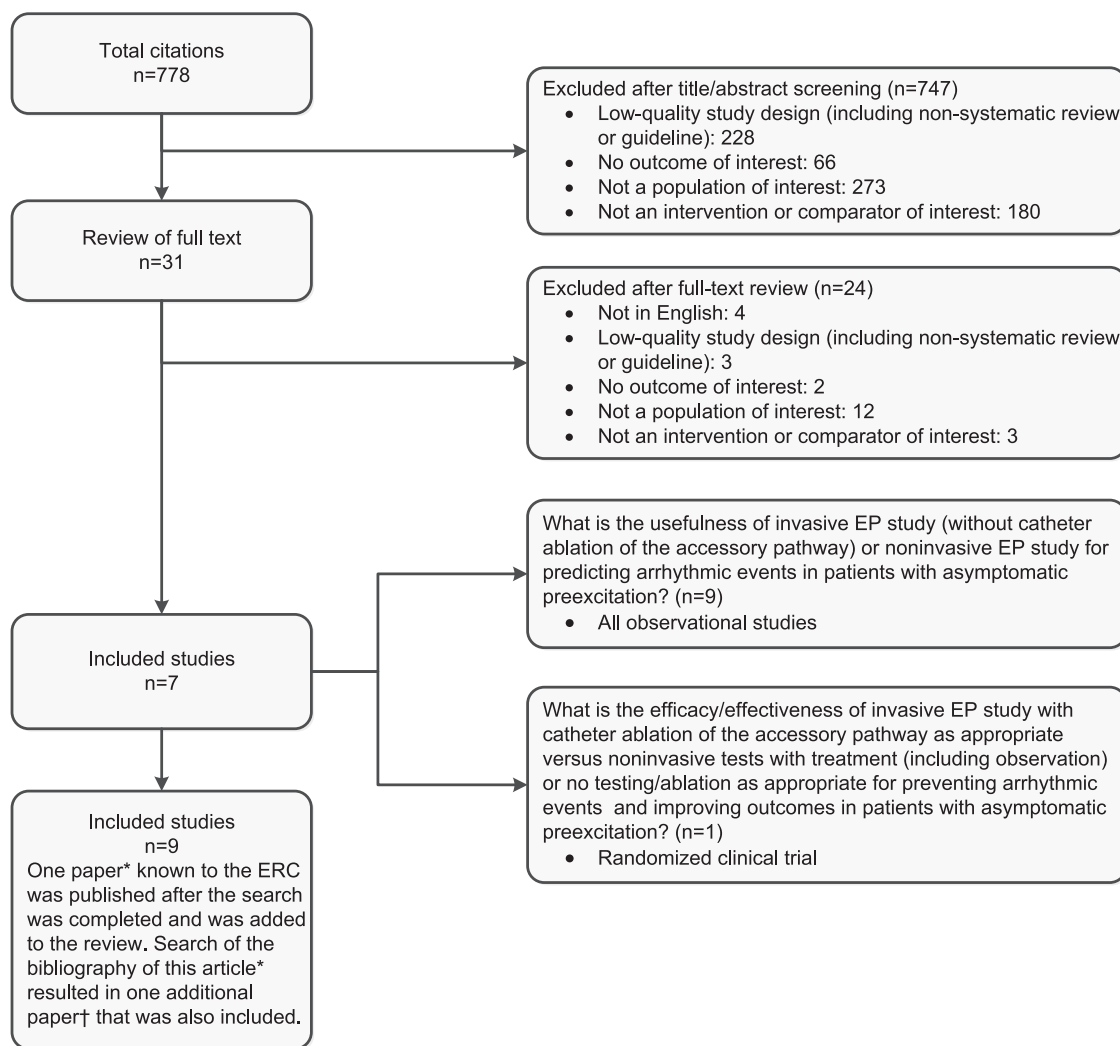 Total citations
n=778
Excluded after title/abstract screening (n=747)
• Low-quality study design (including non-systematic review
or guideline): 228
• No outcome of interest: 66
• Not a population of interest: 273
• Not an intervention or comparator of interest: 180
Review of full text
n=31
Excluded after full-text review (n=24)
• Not in English: 4
• Low-quality study design (including non-systematic review
or guideline): 3
• No outcome of interest: 2
• Not a population of interest: 12
• Not an intervention or comparator of interest: 3
What is the usefulness of invasive EP study (without catheter
ablation of the accessory pathway) or noninvasive EP study for
predicting arrhythmic events in patients with asymptomatic
preexcitation? (n=9)
• All observational studies
Included studies
n=7
What is the efficacy/effectiveness of invasive EP study with
catheter ablation of the accessory pathway as appropriate
versus noninvasive tests with treatment (including observation)
or no testing/ablation as appropriate for preventing arrhythmic
events and improving outcomes in patients with asymptomatic
preexcitation? (n=1)
• Randomized clinical trial
Included studies
n=9
One paper* known to the ERC
was published after the search
was completed and was added
to the review. Search of the
bibliography of this article*
resulted in one additional
paper† that was also included.